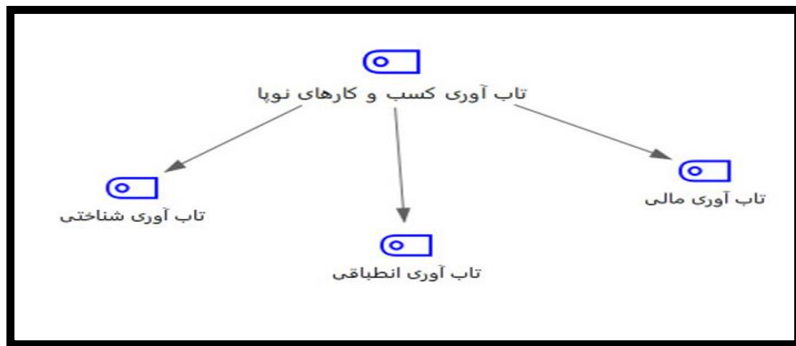 تاب آوری کسب و کارهای نوپا
تاب آوری مالی
تاب آوری شناختی
تاب آوری انطباقی